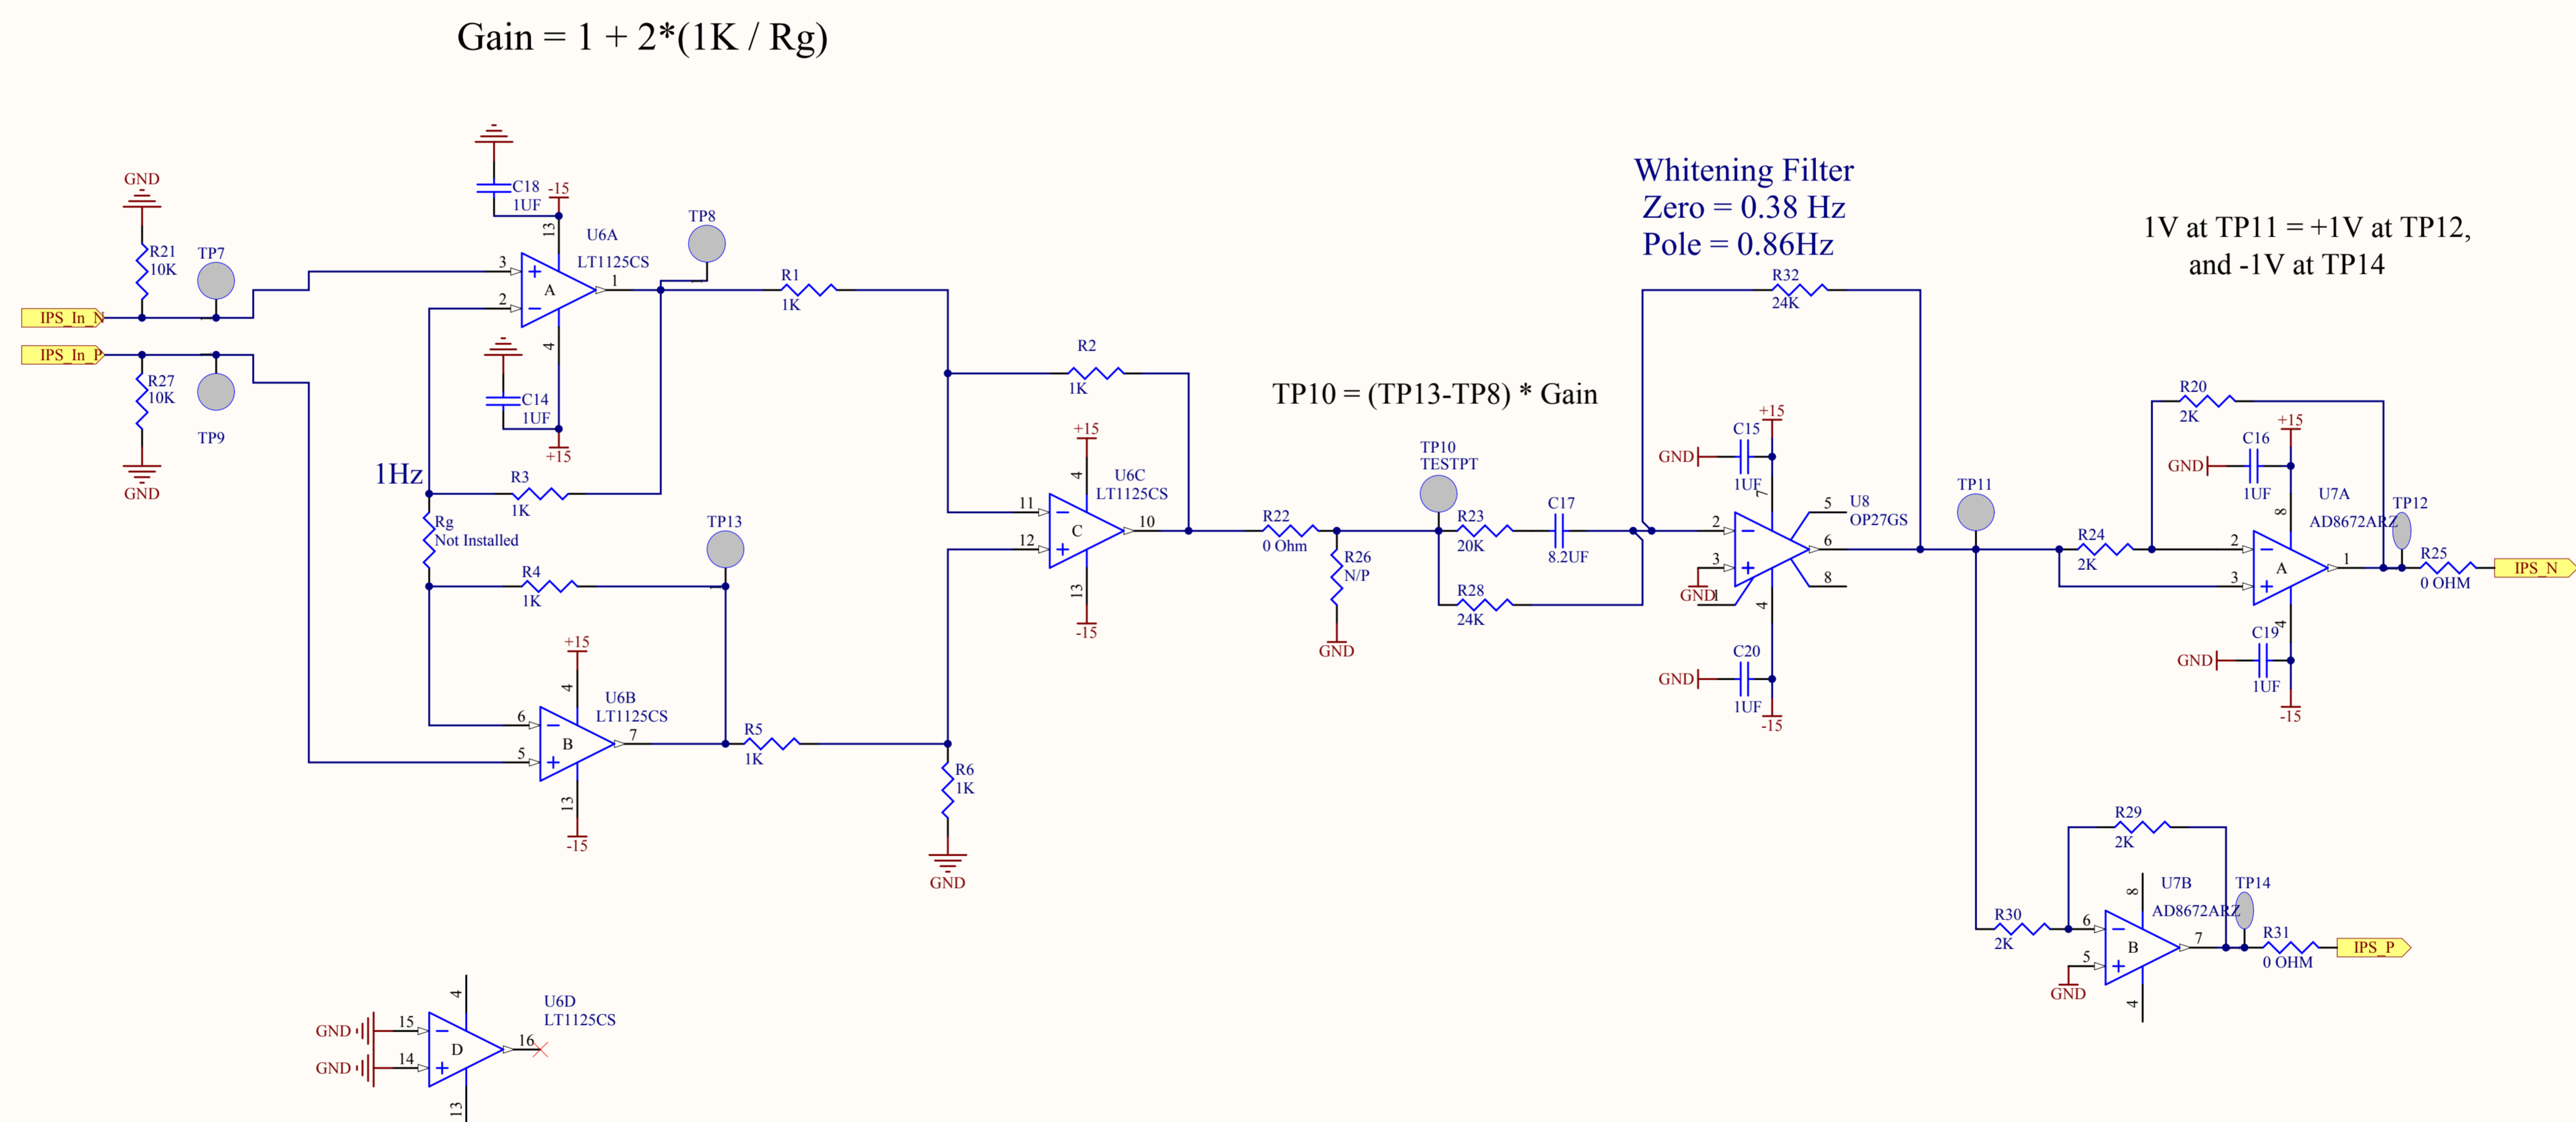 Gain = 1 + 2*(1K / Rg)
GND
R21
10K
TP7
IPS_In_N
IPS_In_P
R27
10K
TP9
GND
C18
1UF
-15
13
U6A
LT1125CS
3
2
A
1
4
C14
1UF
+15
TP8
R1
1K
1Hz
R3
1K
Rg
Not Installed
R4
1K
TP13
+15
4
U6B
LT1125CS
6
5
B
7
13
-15
R5
1K
R6
1K
GND
R2
1K
+15
4
U6C
LT1125CS
11
12
C
10
13
-15
TP10 = (TP13-TP8) * Gain
R22
0 Ohm
R26
N/P
GND
TP10
TESTPT
R23
20K
C17
8.2UF
R28
24K
Whitening Filter
Zero = 0.38 Hz
Pole = 0.86Hz
R32
24K
+15
C15
GND
1UF
7
U8
OP27GS
5
2
3
6
8
GND
1
4
C20
GND
1UF
-15
TP11
1V at TP11 = +1V at TP12,
and -1V at TP14
R20
2K
+15
C16
GND
1UF
8
U7A
AD8672ARZ
TP12
R24
2K
2
3
A
1
R25
0 OHM
IPS_N
4
C19
GND
1UF
-15
R29
2K
8
U7B
AD8672ARZ
TP14
R30
2K
6
5
B
7
R31
0 OHM
IPS_P
GND
4
4
U6D
LT1125CS
GND
15
GND
14
D
16
13